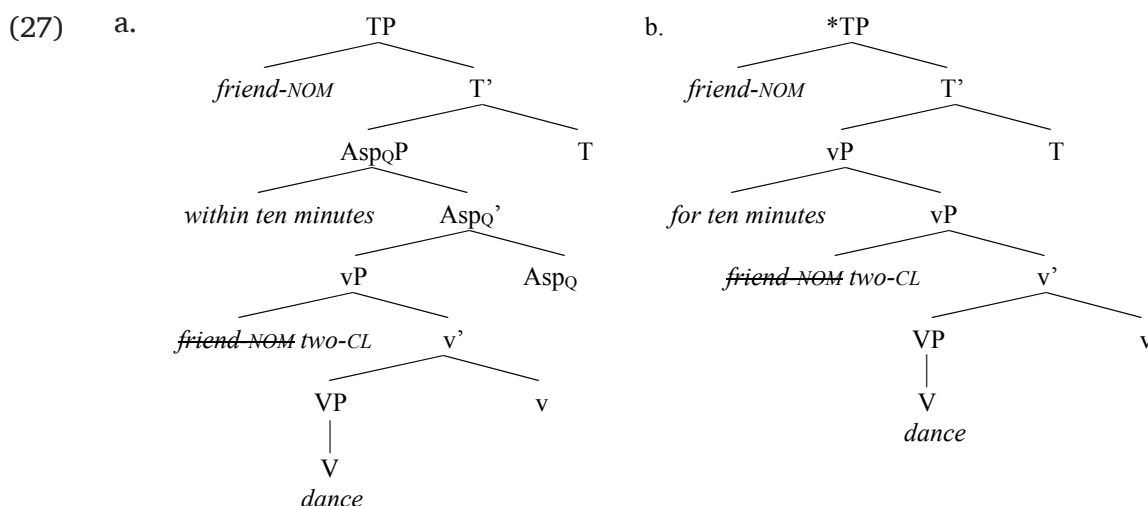 (27) a. TP b. *TP
friend-NOM T' friend-NOM T'
AspQP T vP T
within ten minutes AspQ' for ten minutes vP
vP AspQ friend-NOM two-CL v'
friend-NOM two-CL v' VP v
VP v V
V dance
dance